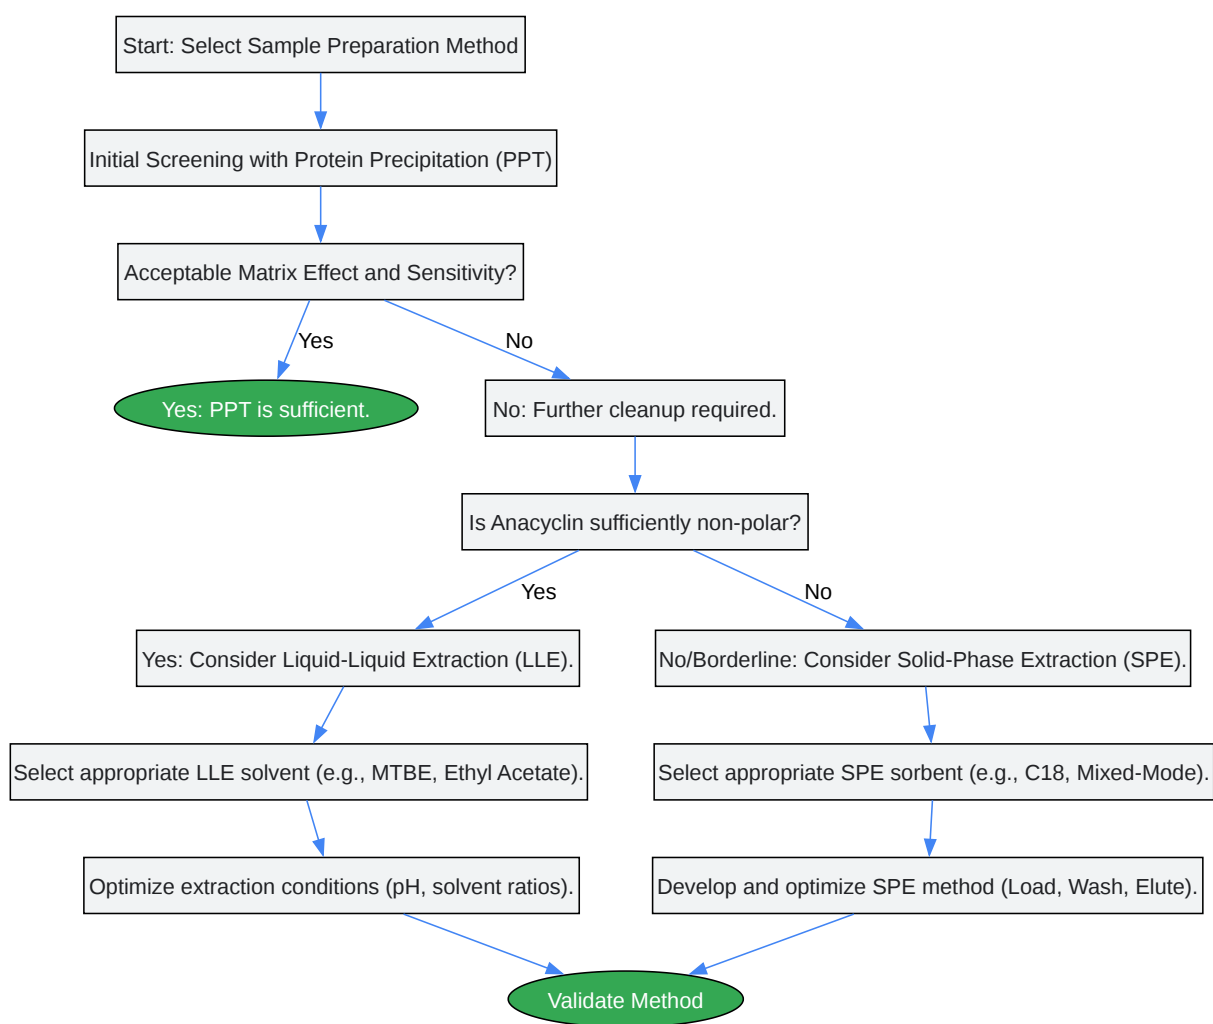 Start: Select Sample Preparation Method
Initial Screening with Protein Precipitation (PPT)
Acceptable Matrix Effect and Sensitivity?
Yes
No
Yes: PPT is sufficient.
No: Further cleanup required.
Is Anacyclin sufficiently non-polar?
Yes
No
Yes: Consider Liquid-Liquid Extraction (LLE).
No/Borderline: Consider Solid-Phase Extraction (SPE).
Select appropriate LLE solvent (e.g., MTBE, Ethyl Acetate).
Select appropriate SPE sorbent (e.g., C18, Mixed-Mode).
Optimize extraction conditions (pH, solvent ratios).
Develop and optimize SPE method (Load, Wash, Elute).
Validate Method